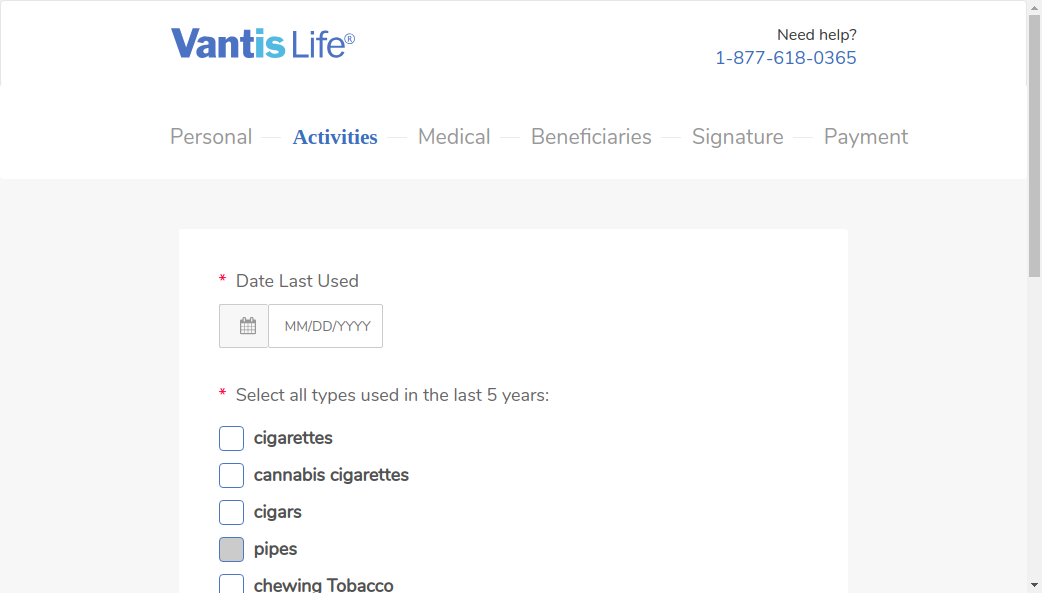 Vantis Life®
Need help?
1-877-618-0365
Personal Activities Medical Beneficiaries Signature Payment
* Date Last Used
MM/DD/YYYY
* Select all types used in the last 5 years:
cigarettes
cannabis cigarettes
cigars
pipes
chewing Tobacco